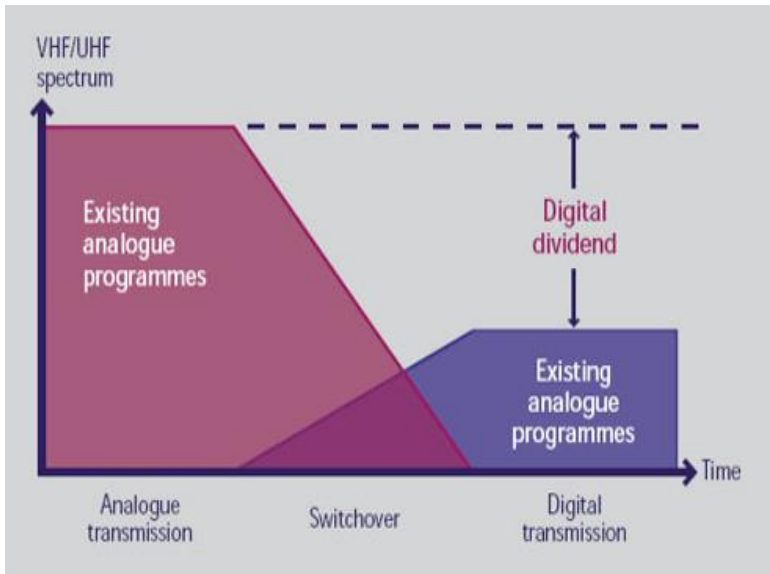 VHF/UHF
spectrum
Existing
analogue
programmes
Digital
dividend
Existing
analogue
programmes
Time
Analogue
transmission
Switchover
Digital
transmission